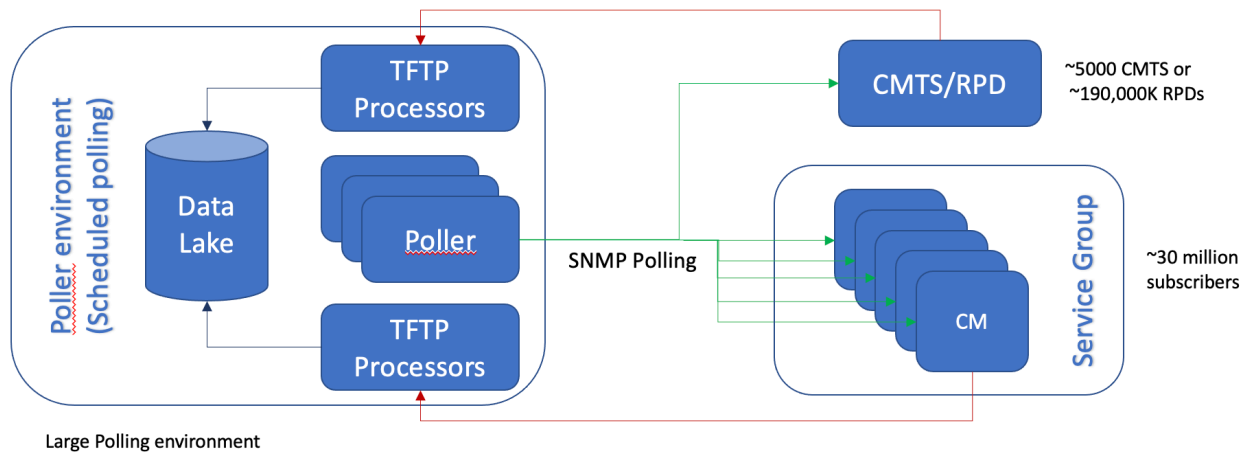 Poller environment
(Scheduled polling)
TFTP
Processors
Data
Lake
Poller
TFTP
Processors
SNMP Polling
CMTS/RPD
~5000 CMTS or
~190,000K RPDs
CM
Service Group
~30 million
subscribers
Large Polling environment